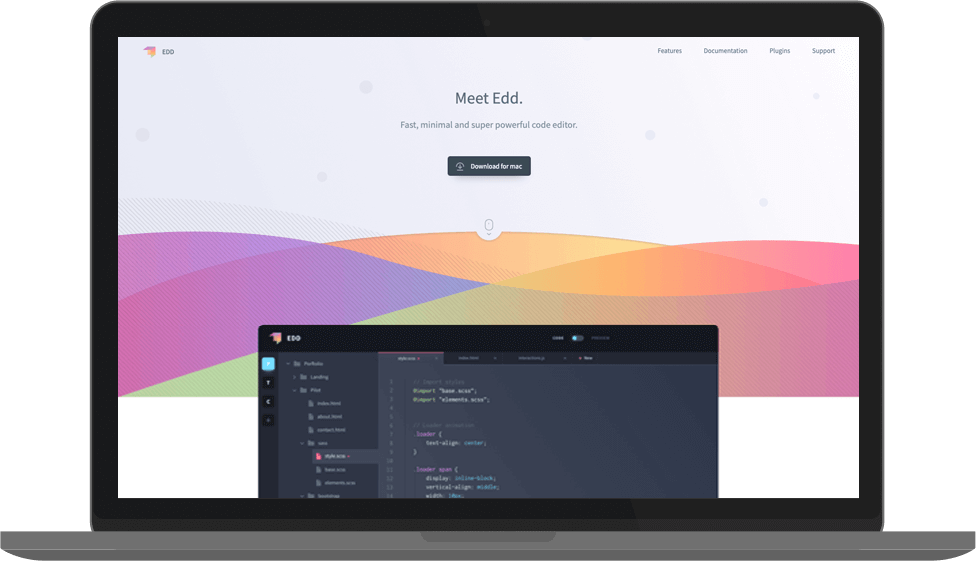 EDD
Features Documentation Plugins Support
Meet Edd.
Fast, minimal and super powerful code editor.
Download for mac
EDD
CODE PREVIEW
style.scss index.html interactions.js New
Portfolio
Landing
Pilot
index.html
about.html
contact.html
style.scss
base.scss
elements.scss
bootstrap
1 // import styles
2 @import "base.scss";
3 @import "elements.scss";
4
5
6 // Loader animation
7 .loader {
8 text-align: center;
9 }
10
11 .loader span {
12 display: inline-block;
13 vertical-align: middle;
14 width: 10px;